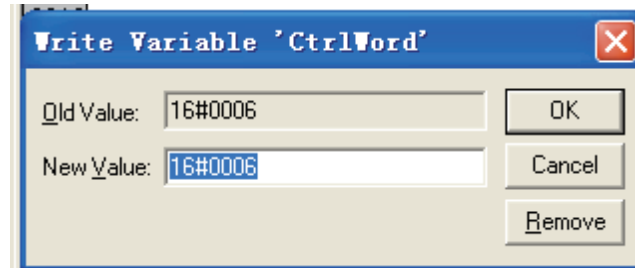 Write Variable 'CtrlWord'
Old Value: 16#0006 OK
New Value: 16#0006 Cancel
Remove